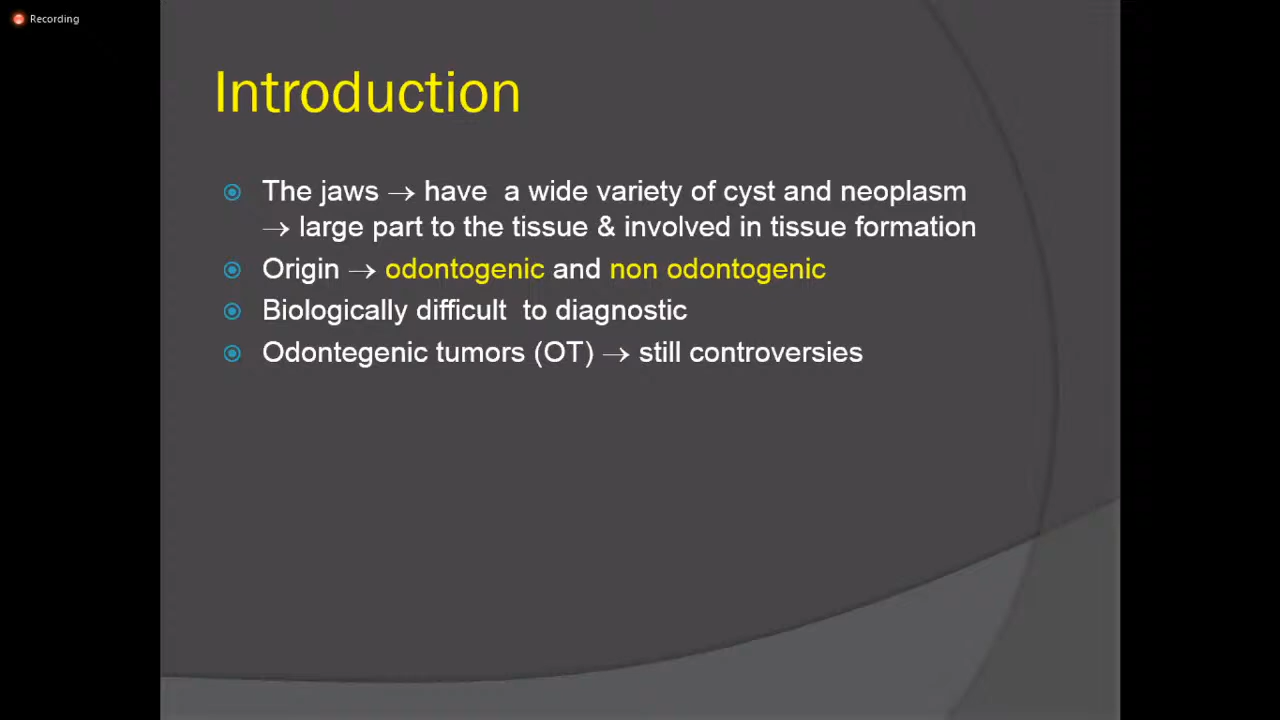 Recording
Introduction
The jaws → have  a wide variety of cyst and neoplasm
→ large part to the tissue & involved in tissue formation
Origin → odontogenic and non odontogenic
Biologically difficult  to diagnostic
Odontegenic tumors (OT) → still controversies